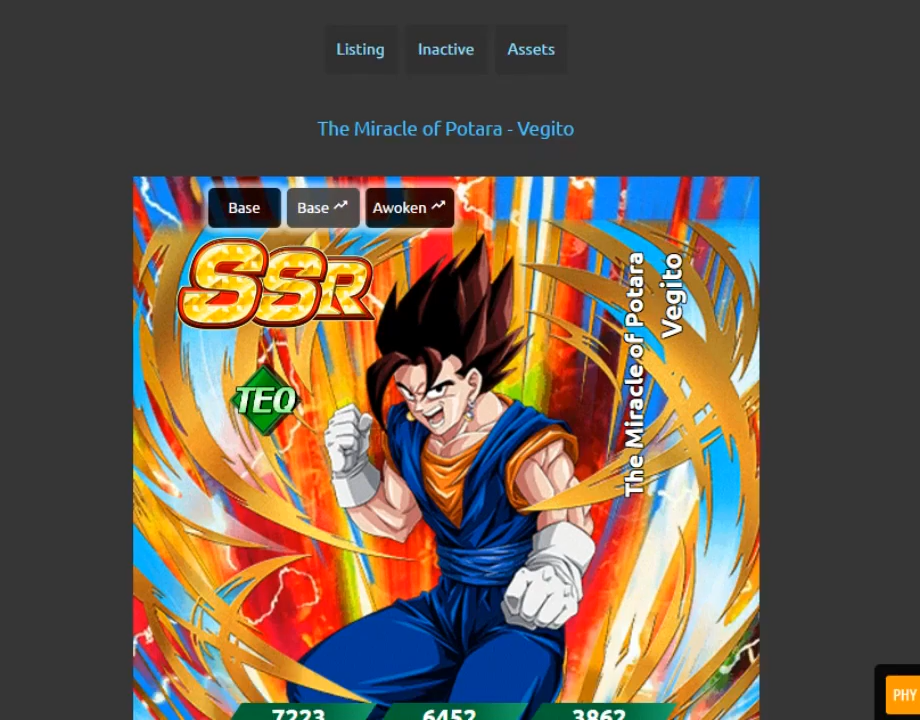 Listing Inactive Assets
The Miracle of Potara - Vegito
Base Base Awoken
SSR
TEQ
The Miracle of Potara
Vegito
7223 6452 3862
PHY